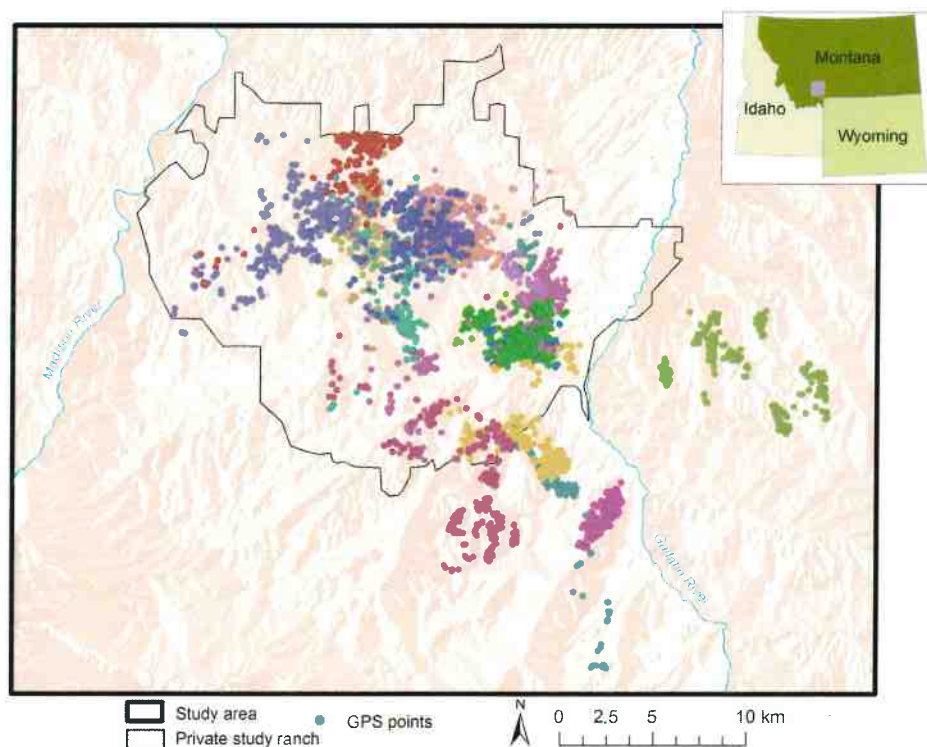 Montana
Idaho
Wyoming
Madison River
Gallatin River
Study area
GPS points
Private study ranch
N
0 2.5 5 10 km